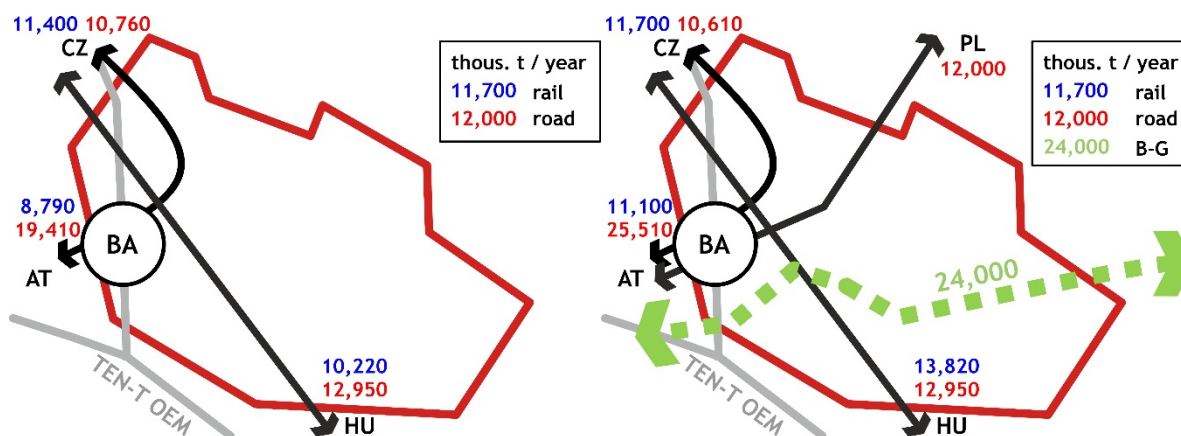 11,400 10,760
CZ
thous. t / year
11,700 rail
12,000 road
8,790
19,410
BA
AT
10,220
12,950
TEN-T OEM
HU
11,700 10,610
CZ
PL
12,000
thous. t / year
11,700 rail
12,000 road
24,000 B-G
11,100
25,510
BA
AT
24,000
13,820
12,950
TEN-T OEM
HU